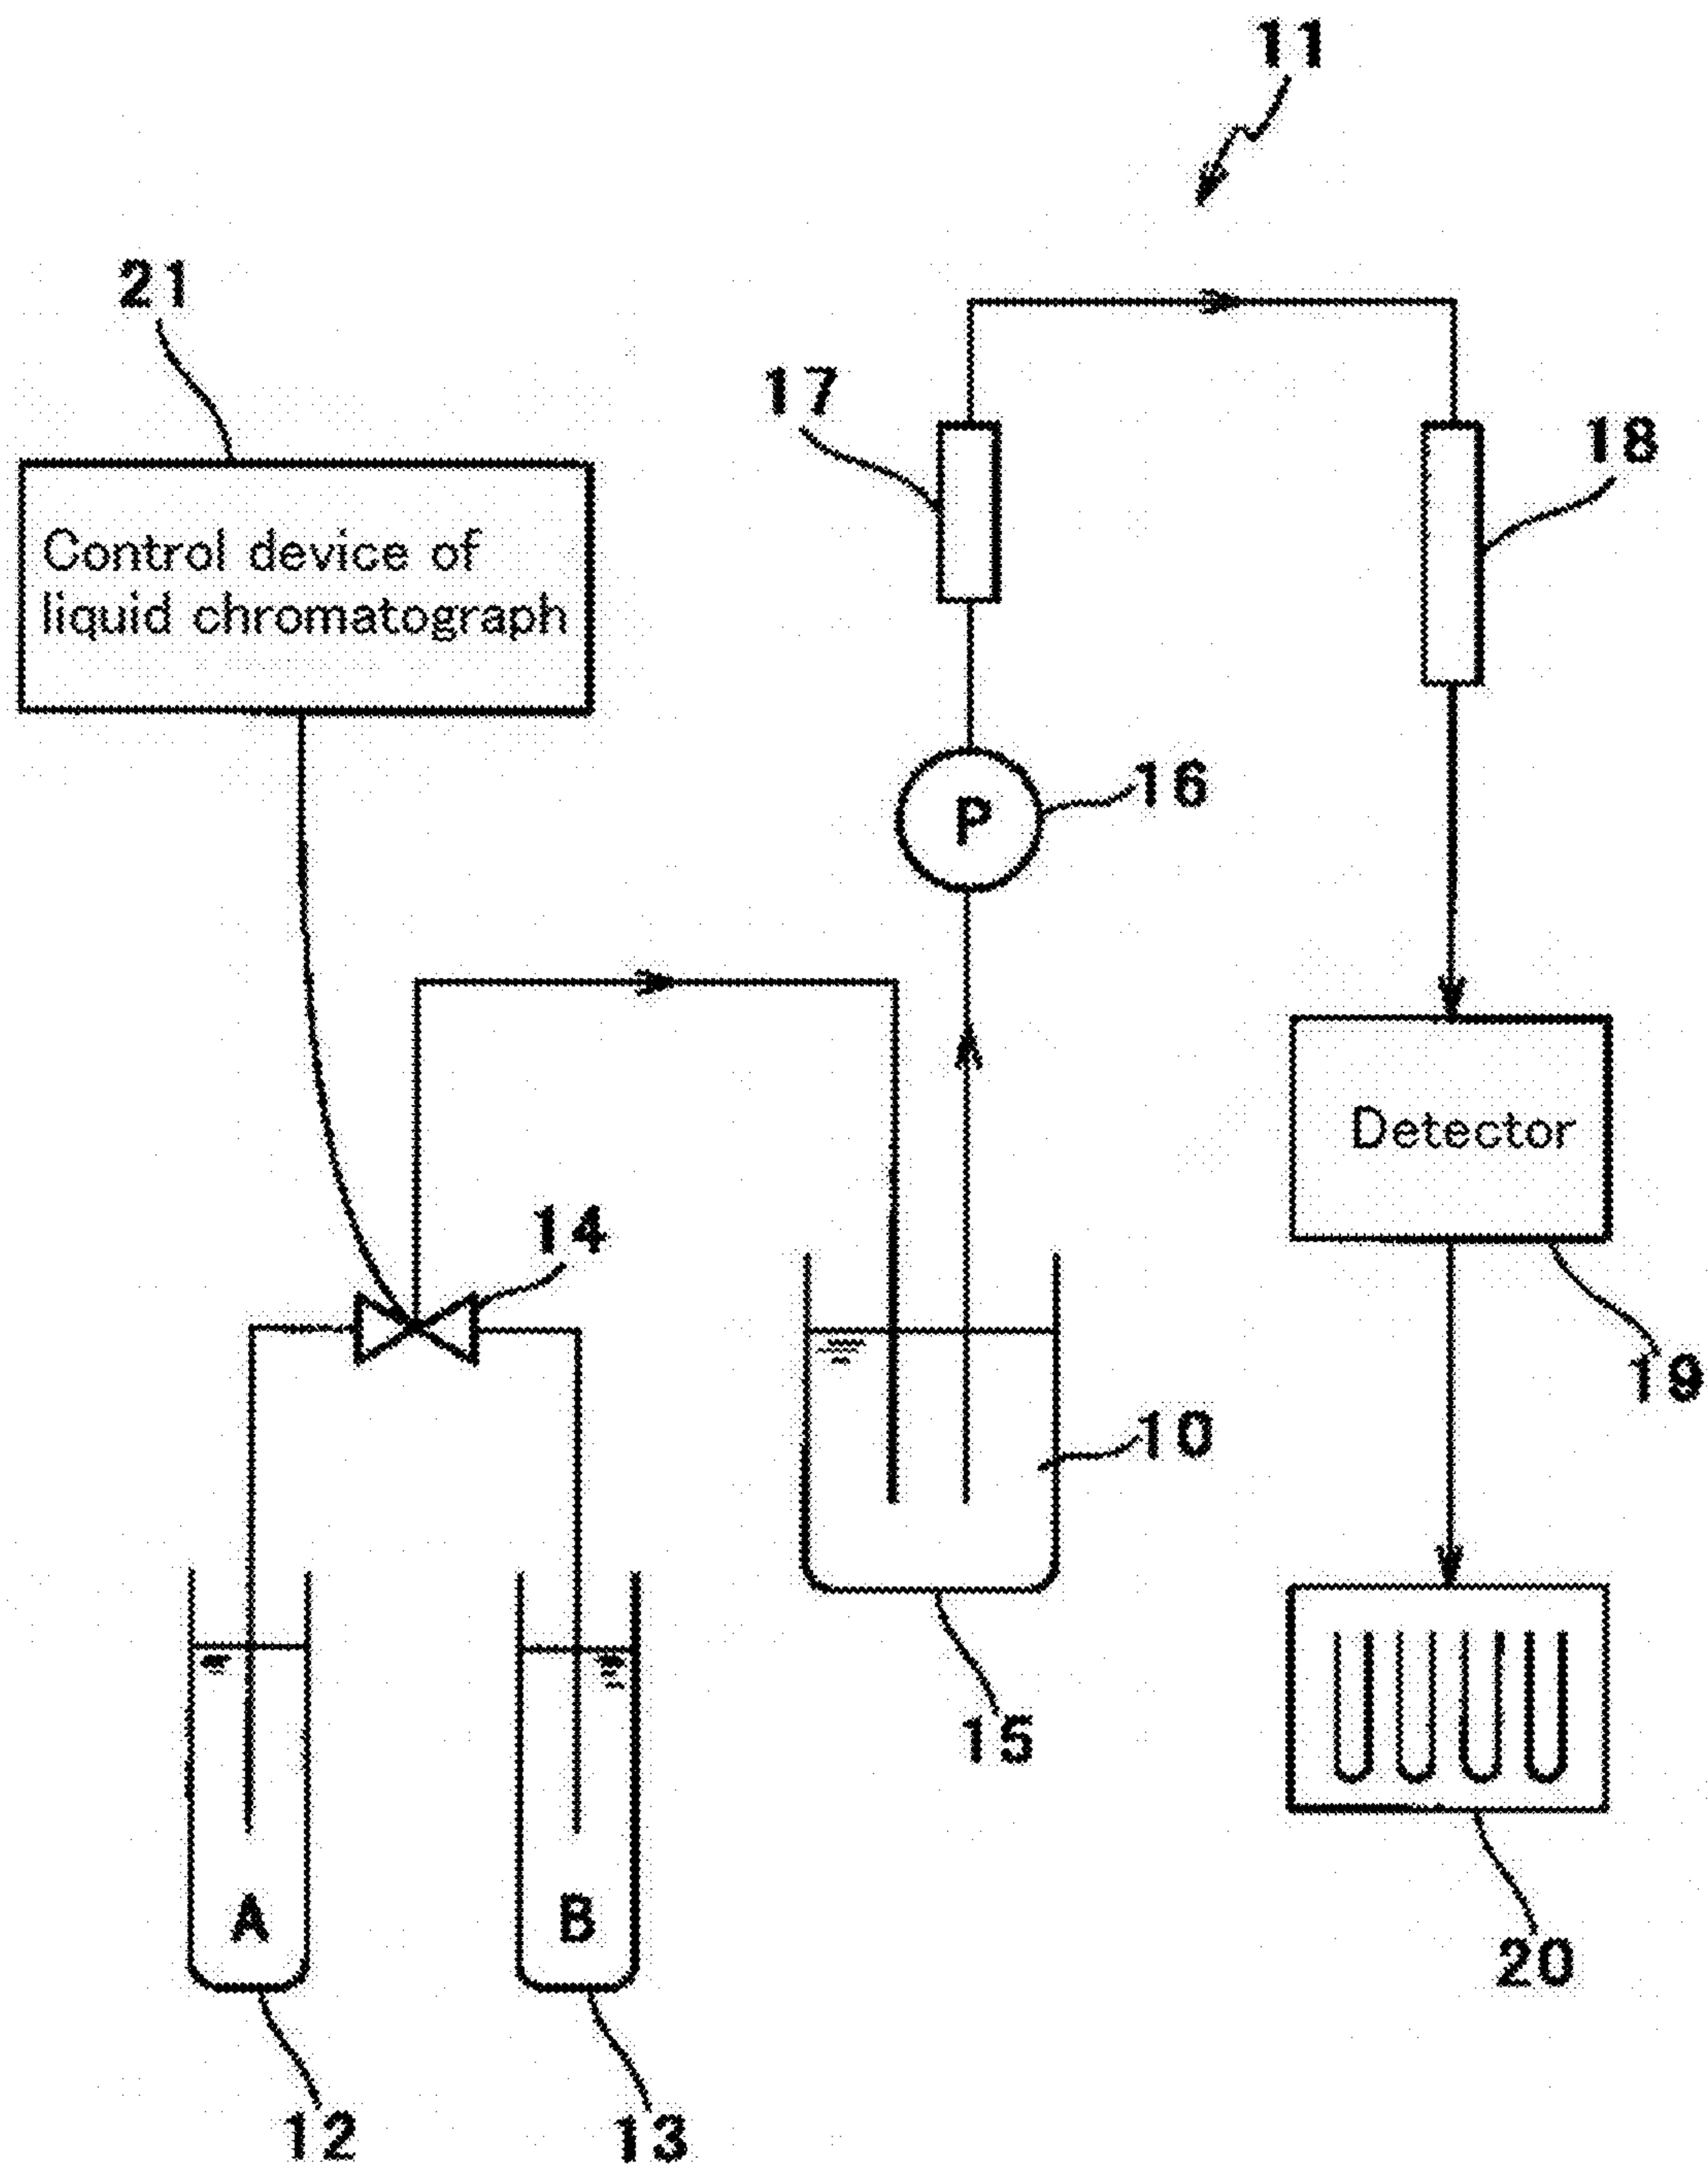 11
21
17
18
Control device of
liquid chromatograph
P
16
Detector
14
19
10
15
A
B
20
12
13